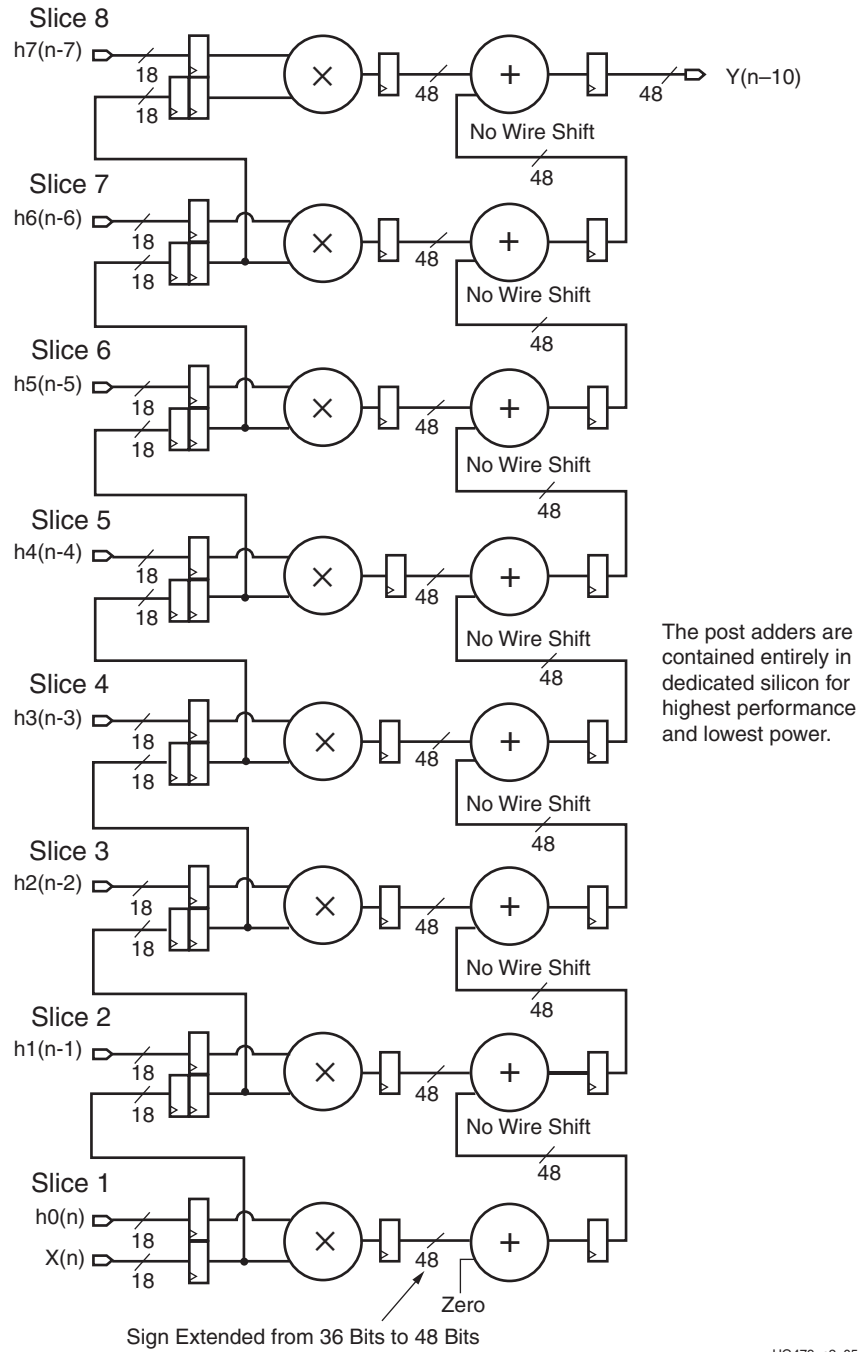 Slice 8
h7(n-7)
18
18
48
48
Y(n–10)
No Wire Shift
48
Slice 7
h6(n-6)
18
18
48
No Wire Shift
48
Slice 6
h5(n-5)
18
18
48
No Wire Shift
48
Slice 5
h4(n-4)
18
18
48
No Wire Shift
48
The post adders are
contained entirely in
dedicated silicon for
highest performance
and lowest power.
Slice 4
h3(n-3)
18
18
48
No Wire Shift
48
Slice 3
h2(n-2)
18
18
48
No Wire Shift
48
Slice 2
h1(n-1)
18
18
48
No Wire Shift
48
Slice 1
h0(n)
18
X(n)
18
48
Zero
Sign Extended from 36 Bits to 48 Bits